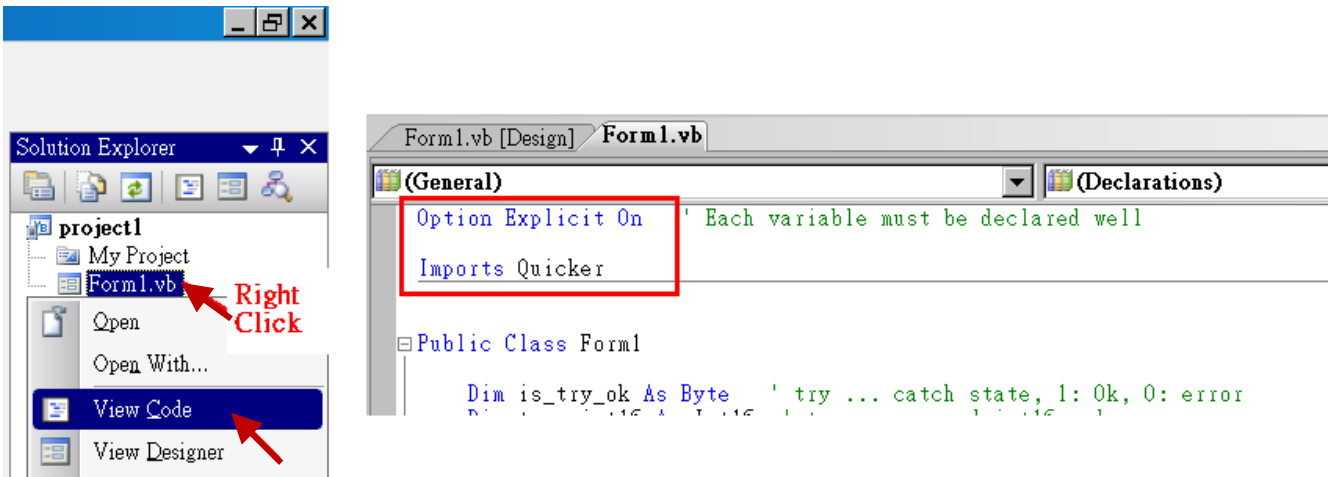 Solution Explorer
project1
My Project
Form1.vb
Right
Click
Open
Open With...
View Code
View Designer
Form1.vb [Design]
Form1.vb
(General)
(Declarations)
Option Explicit On ' Each variable must be declared well
Imports Quicker
Public Class Form1
Dim is_try_ok As Byte ' try ... catch state, 1: Ok, 0: error